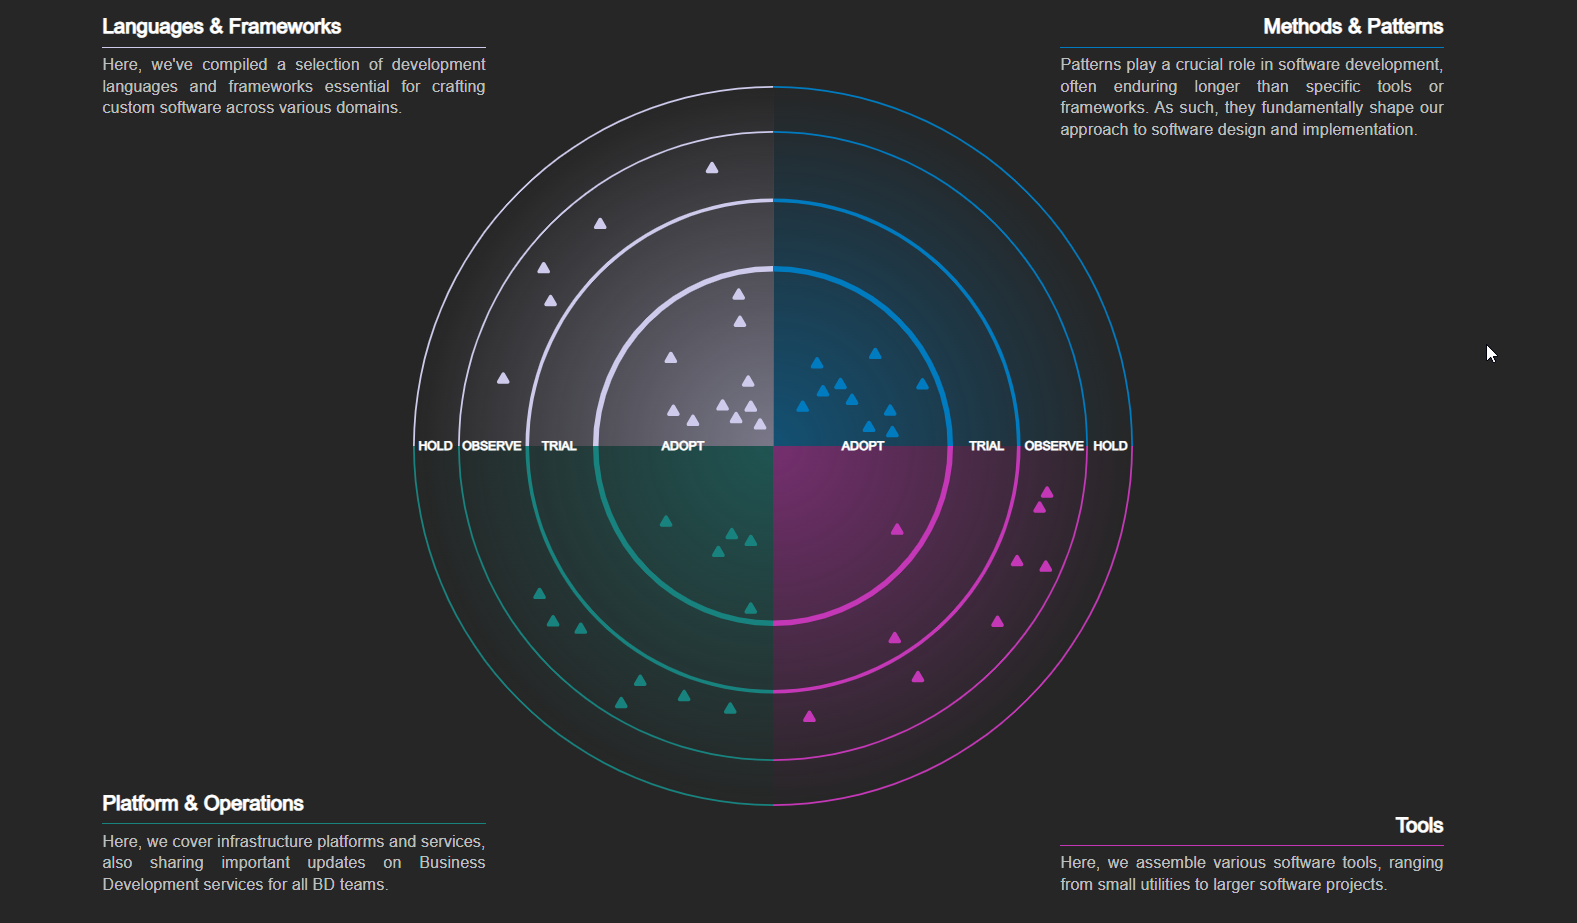 Languages & Frameworks
Here, we've compiled a selection of development
languages and frameworks essential for crafting
custom software across various domains.
Methods & Patterns
Patterns play a crucial role in software development,
often enduring longer than specific tools or
frameworks. As such, they fundamentally shape our
approach to software design and implementation.
HOLD OBSERVE TRIAL ADOPT ADOPT TRIAL OBSERVE HOLD
Platform & Operations
Here, we cover infrastructure platforms and services,
also sharing important updates on Business
Development services for all BD teams.
Tools
Here, we assemble various software tools, ranging
from small utilities to larger software projects.